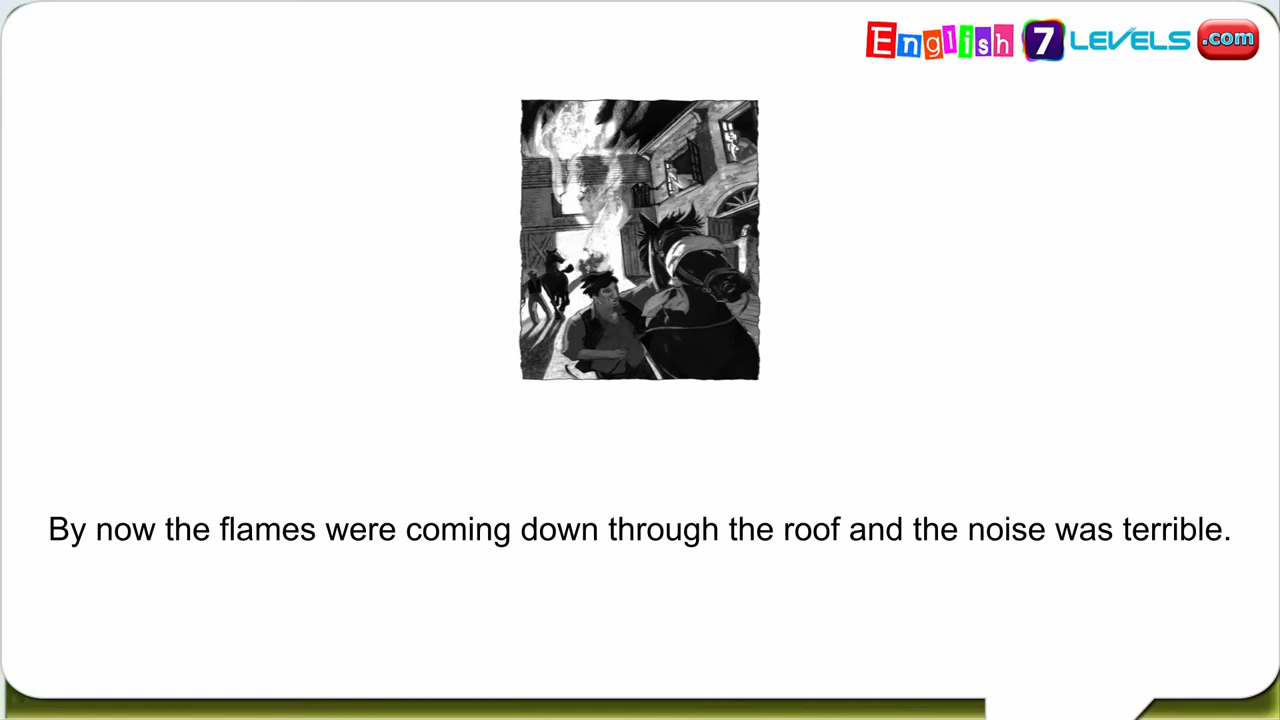 English 7 LEVELS .com
By now the flames were coming down through the roof and the noise was terrible.